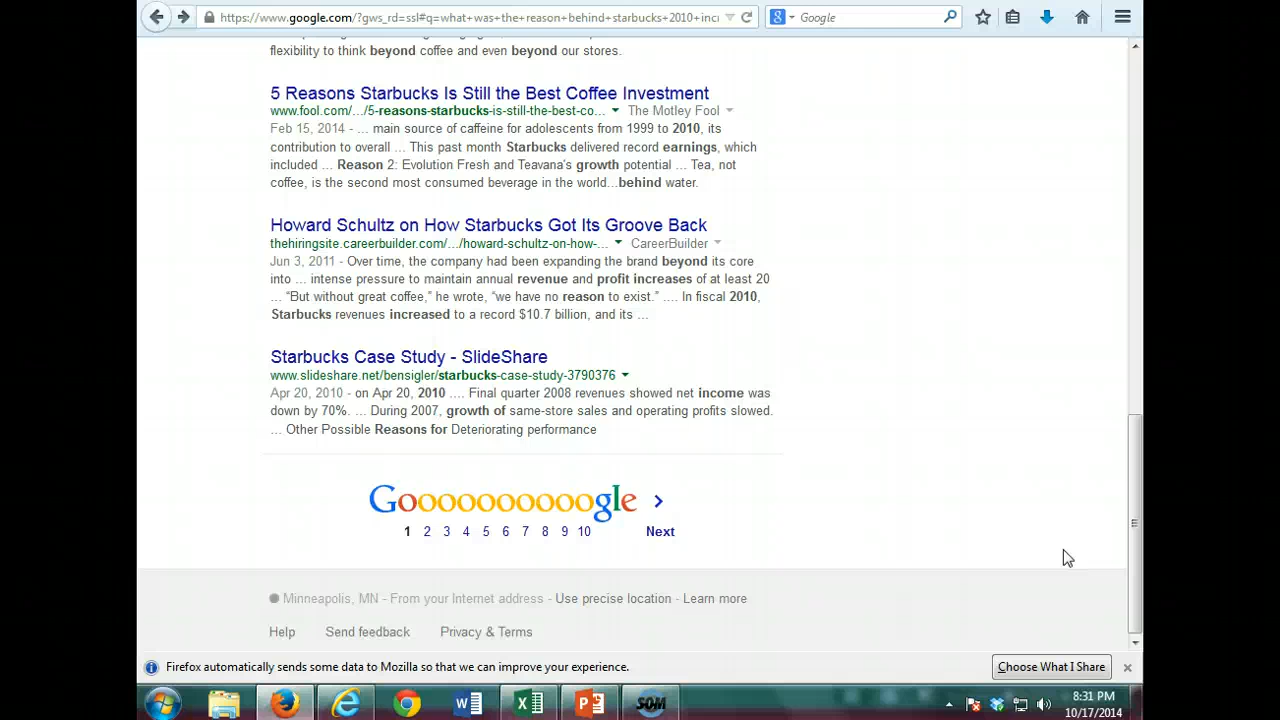 https://www.google.com/?gws_rd=ssl#q=what+was+the+reason+behind+starbucks+2010+inc
Google
flexibility to think beyond coffee and even beyond our stores.
5 Reasons Starbucks Is Still the Best Coffee Investment
www.fool.com/.../5-reasons-starbucks-is-still-the-best-co... The Motley Fool
Feb 15, 2014 - ... main source of caffeine for adolescents from 1999 to 2010, its
contribution to overall ... This past month Starbucks delivered record earnings, which
included ... Reason 2: Evolution Fresh and Teavana's growth potential ... Tea, not
coffee, is the second most consumed beverage in the world...behind water.
Howard Schultz on How Starbucks Got Its Groove Back
thehiringsite.careerbuilder.com/.../howard-schultz-on-how-... CareerBuilder
Jun 3, 2011 - Over time, the company had been expanding the brand beyond its core
into ... intense pressure to maintain annual revenue and profit increases of at least 20
... “But without great coffee,” he wrote, “we have no reason to exist.” .... In fiscal 2010,
Starbucks revenues increased to a record $10.7 billion, and its ...
Starbucks Case Study - SlideShare
www.slideshare.net/bensigler/starbucks-case-study-3790376
Apr 20, 2010 - on Apr 20, 2010 .... Final quarter 2008 revenues showed net income was
down by 70%. ... During 2007, growth of same-store sales and operating profits slowed.
... Other Possible Reasons for Deteriorating performance
Goooooooooogle >
1 2 3 4 5 6 7 8 9 10 Next
Minneapolis, MN - From your Internet address - Use precise location - Learn more
Help Send feedback Privacy & Terms
Firefox automatically sends some data to Mozilla so that we can improve your experience.
Choose What I Share
SOM
8:31 PM
10/17/2014